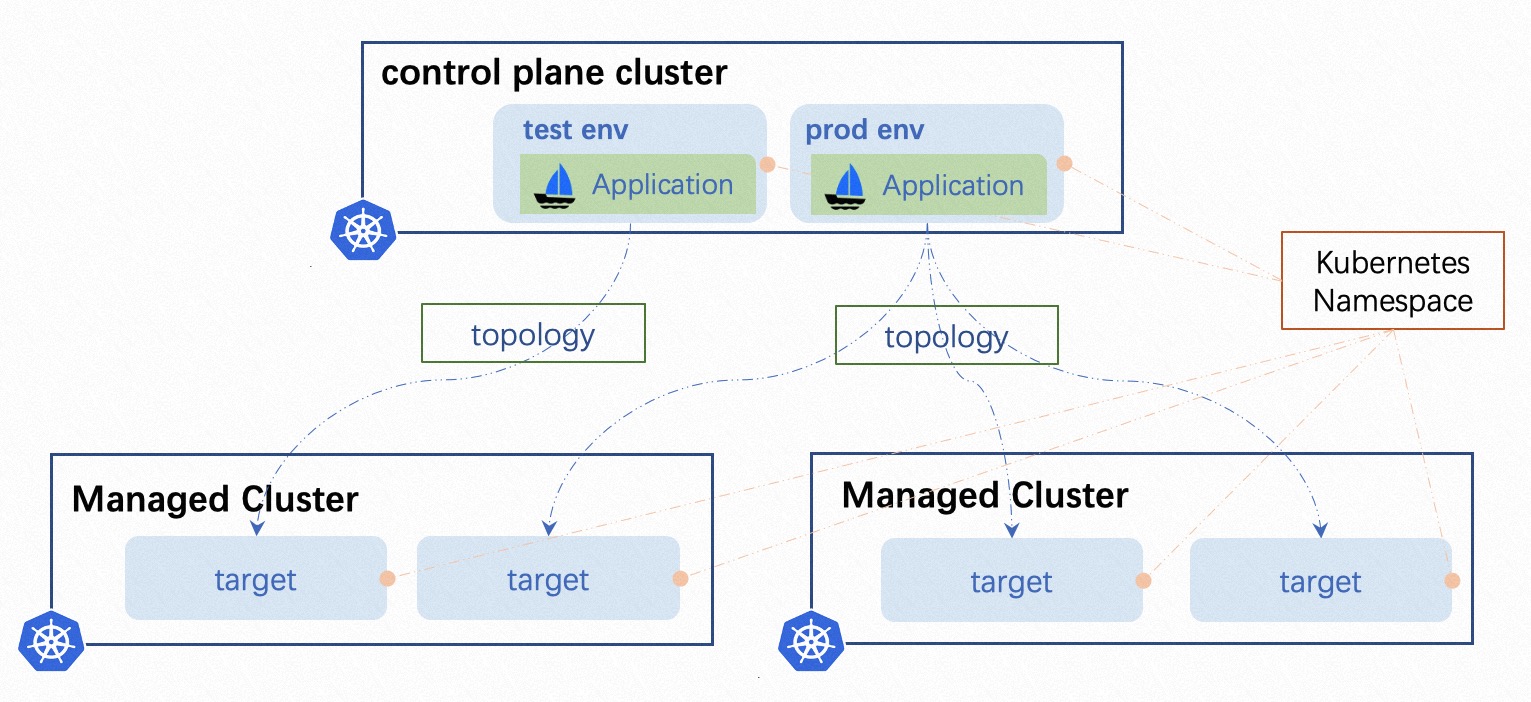 control plane cluster
test env
prod env
Application
Application
Kubernetes
Namespace
topology
topology
Managed Cluster
Managed Cluster
target
target
target
target